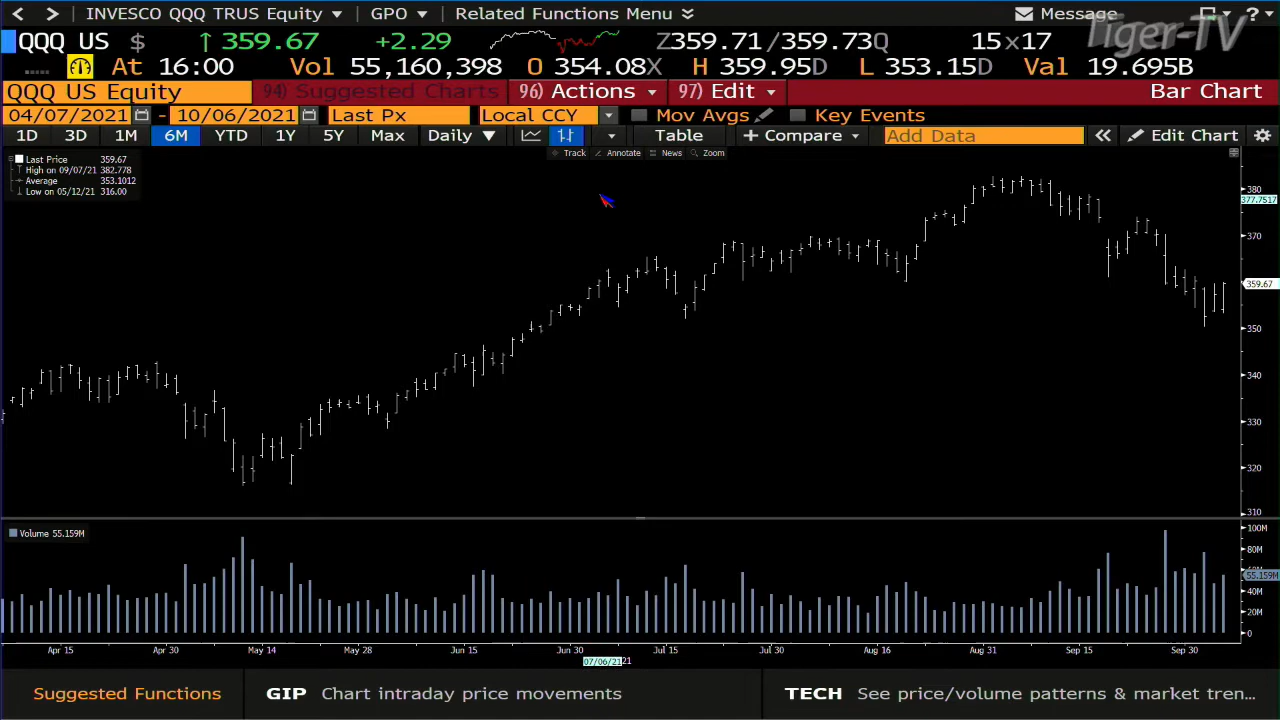 < > INVESCO QQQ TRUS Equity GPO Related Functions Menu Message ?
QQQ US $ ↑ 359.67 +2.29 Z359.71/359.73Q 15x17
Tiger-TV
At 16:00 Vol 55,160,398 O 354.08X H 359.95D L 353.15D Val 19.695B
QQQ US Equity 94) Suggested Charts 96) Actions 97) Edit Bar Chart
04/07/2021 - 10/06/2021 Last Px Local CCY Mov Avgs Key Events
1D 3D 1M 6M YTD 1Y 5Y Max Daily ▼ Table + Compare Add Data « Edit Chart
Track Annotate News Zoom
Last Price 359.67
High on 09/07/21 382.778
Average 353.1012
Low on 05/12/21 316.00
380
377.7517
370
359.67
350
340
330
320
310
Volume 55.159M
100M
80M
55.159M
40M
20M
0
Apr 15 Apr 30 May 14 May 28 Jun 15 Jun 30 Jul 15 Jul 30 Aug 16 Aug 31 Sep 15 Sep 30
07/06/21 21
Suggested Functions GIP Chart intraday price movements TECH See price/volume patterns & market tren...